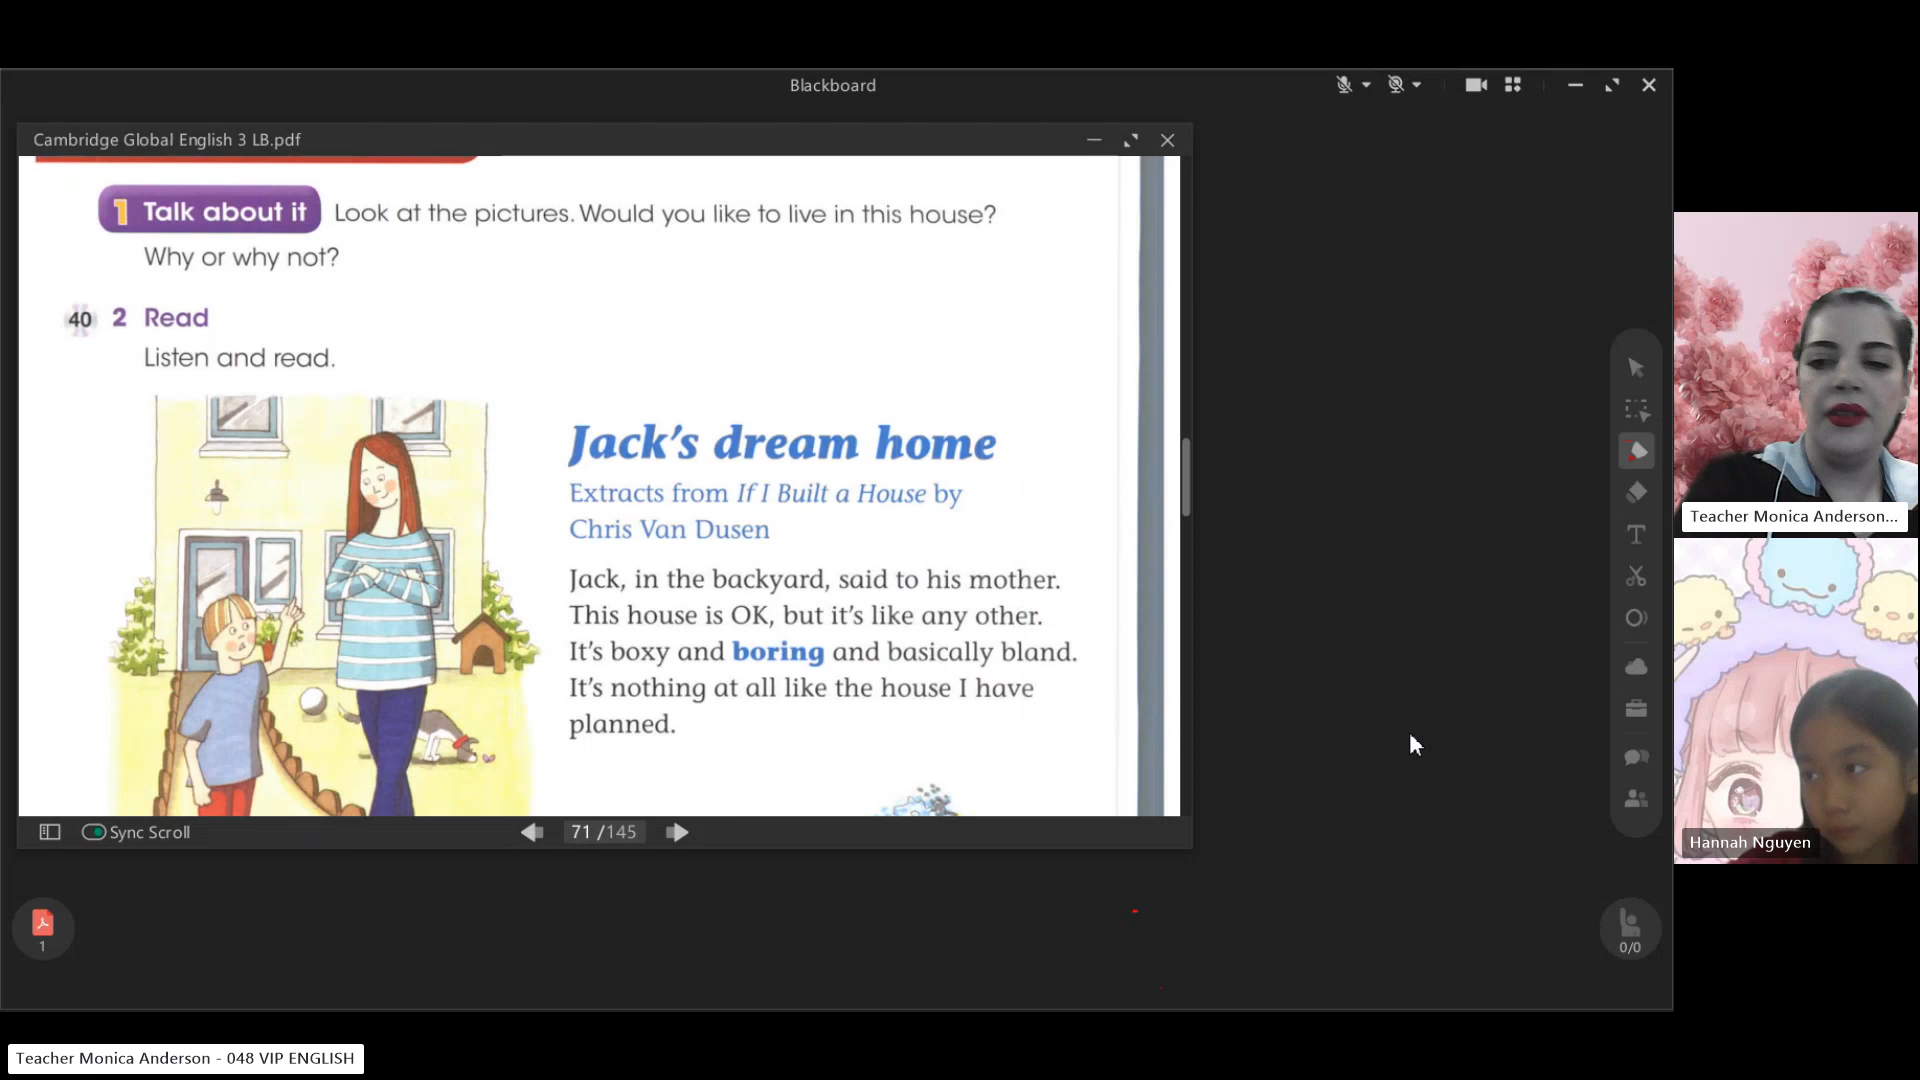 Blackboard
Cambridge Global English 3 LB.pdf
1 Talk about it Look at the pictures. Would you like to live in this house?
Why or why not?
40 2 Read
Listen and read.
Jack's dream home
Extracts from If I Built a House by
Chris Van Dusen
Jack, in the backyard, said to his mother.
This house is OK, but it's like any other.
It's boxy and boring and basically bland.
It's nothing at all like the house I have
planned.
Sync Scroll
71 /145
1
0/0
Teacher Monica Anderson...
Hannah Nguyen
Teacher Monica Anderson - 048 VIP ENGLISH